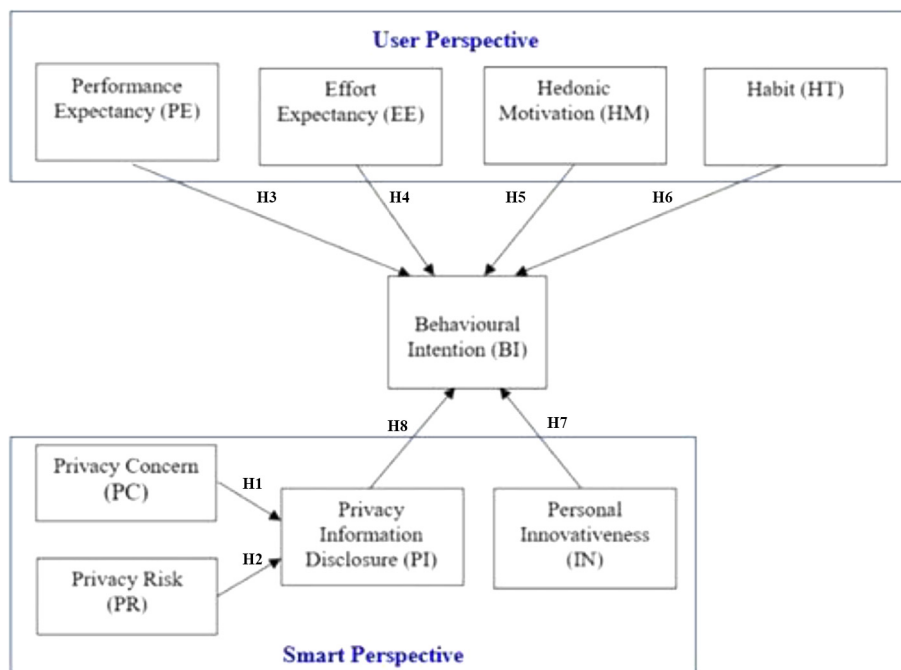 User Perspective
Performance
Expectancy (PE)
Effort
Expectancy (EE)
Hedonic
Motivation (HM)
Habit (HT)
H3
H4
H5
H6
Behavioural
Intention (BI)
H8
H7
Privacy Concern
(PC)
H1
Privacy
Information
Disclosure (PI)
Personal
Innovativeness
(IN)
H2
Privacy Risk
(PR)
Smart Perspective